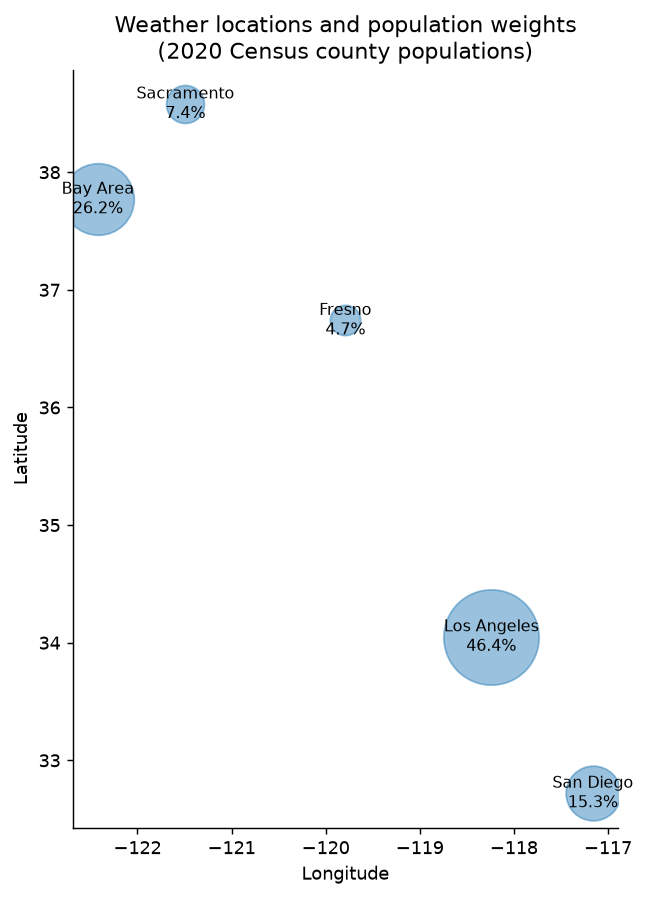 Weather locations and population weights
(2020 Census county populations)
Sacramento
7.4%
38
Bay Area
26.2%
37
Fresno
4.7%
36
Latitude
35
34
Los Angeles
46.4%
33
San Diego
15.3%
−122 −121 −120 −119 −118 −117
Longitude